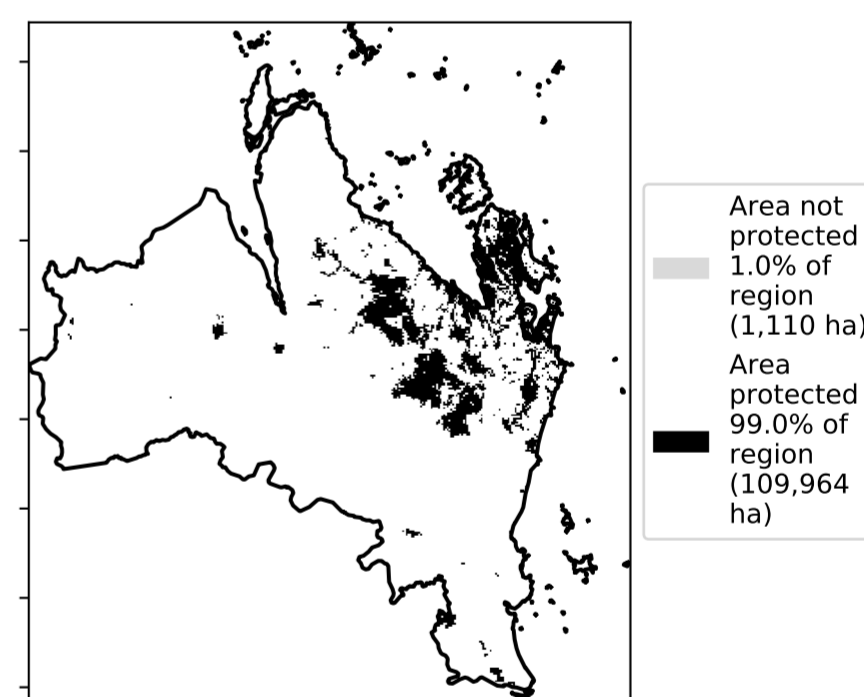 Area not
protected
1.0% of
region
(1,110 ha)
Area
protected
99.0% of
region
(109,964
ha)